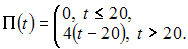 П(t) = { 0, t ≤ 20,
4(t − 20), t > 20.